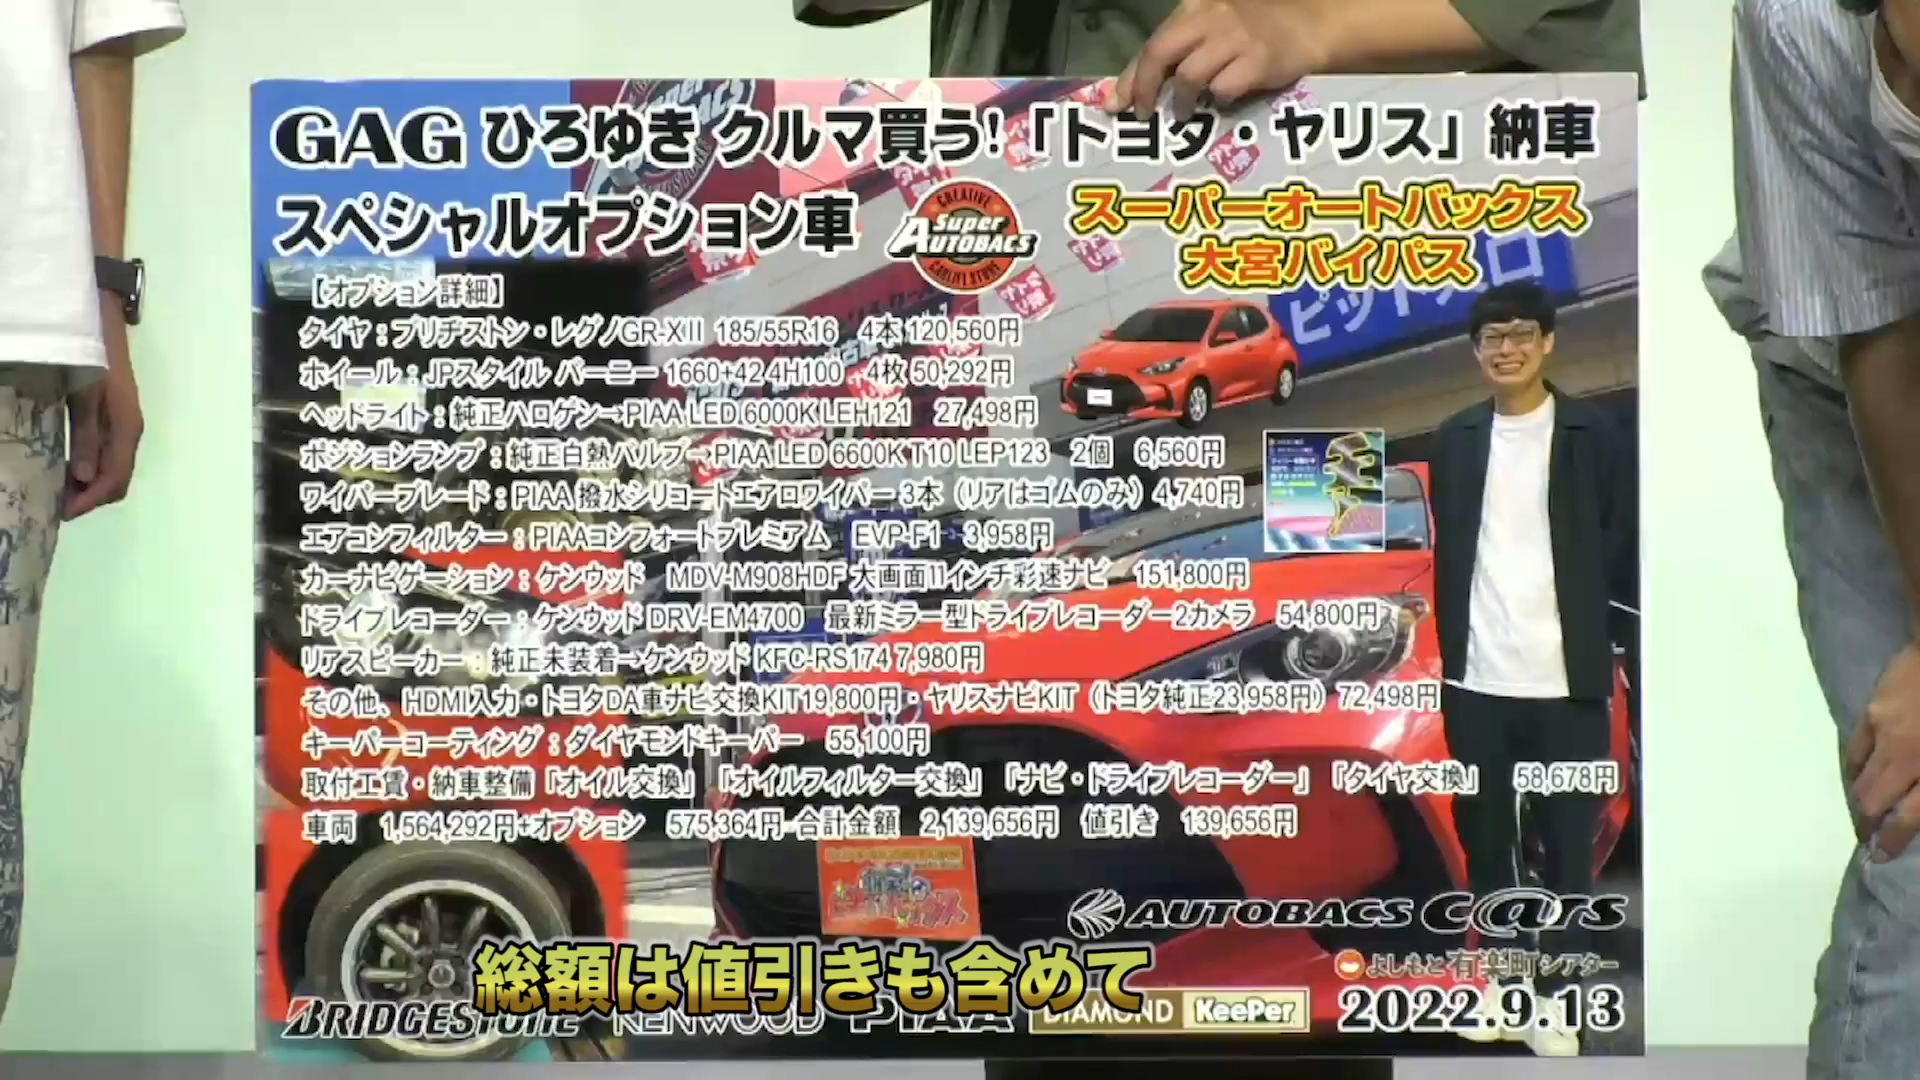 GAG ひろゆき クルマ買う!「トヨタ・ヤリス」納車
スペシャルオプション車
CREATIVE
Super
AUTOBACS
スーパーオートバックス
大宮バイパス
【オプション詳細】
タイヤ：ブリヂストン・レグノGR-XIII 185/55R16 4本 120,560円
ホイール：JPスタイル バーニー 1660+42 4H100 4枚 50,292円
ヘッドライト：純正ハロゲン→PIAA LED 6000K LEH121 27,498円
ポジションランプ：純正白熱バルブ→PIAA LED 6600K T10 LEP123 2個 6,560円
ワイパーブレード：PIAA 撥水シリコートエアロワイパー 3本（リアはゴムのみ）4,740円
エアコンフィルター：PIAAコンフォートプレミアム EVP-F1 3,958円
カーナビゲーション：ケンウッド MDV-M908HDF 大画面11インチ彩速ナビ 151,800円
ドライブレコーダー：ケンウッド DRV-EM4700 最新ミラー型ドライブレコーダー2カメラ 54,800円
リアスピーカー：純正未装着→ケンウッド KFC-RS174 7,980円
その他、HDMI入力・トヨタDA車ナビ交換KIT19,800円・ヤリスナビKIT（トヨタ純正23,958円）72,498円
キーパーコーティング：ダイヤモンドキーパー 55,100円
取付工賃・納車整備「オイル交換」「オイルフィルター交換」「ナビ・ドライブレコーダー」「タイヤ交換」 58,678円
車両 1,564,292円+オプション 575,364円=合計金額 2,139,656円 値引き 139,656円
ピット入口
AUTOBACS C@rs
よしもと有楽町シアター
総額は値引きも含めて
BRIDGESTONE KENWOOD PIAA DIAMOND KeePer 2022.9.13